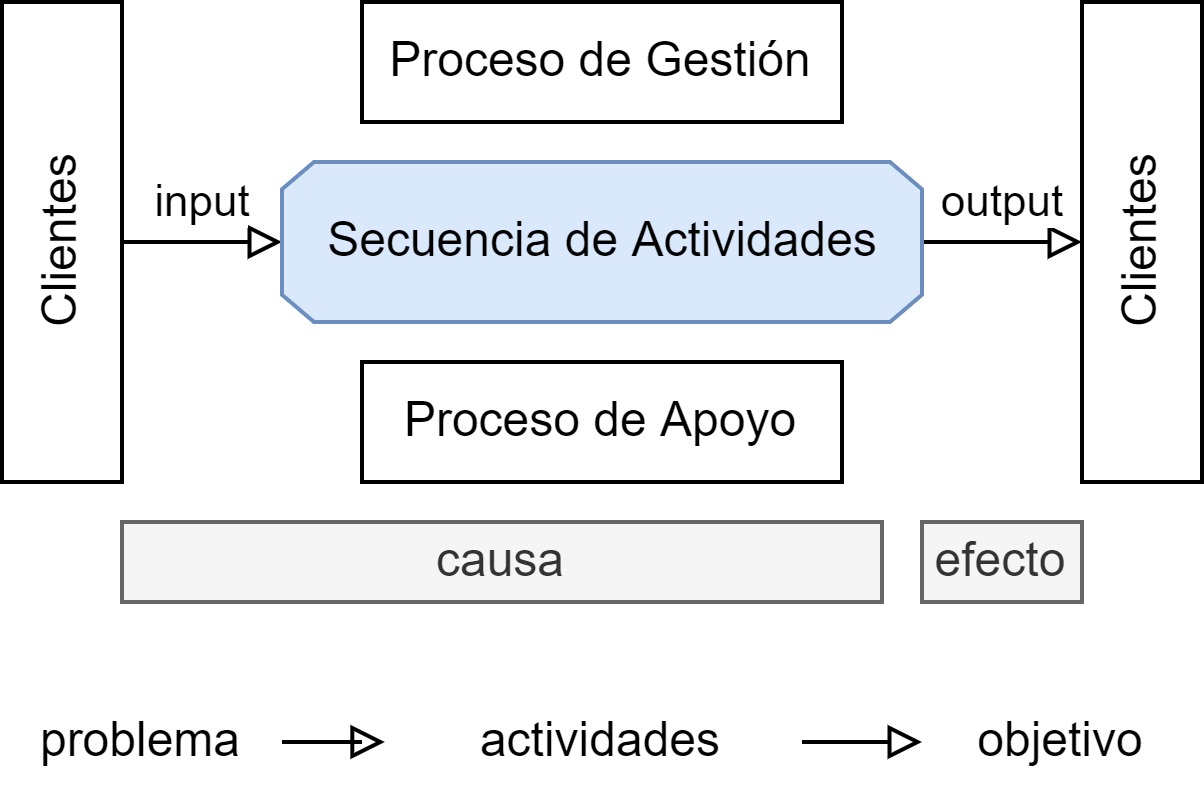 Proceso de Gestión
Clientes
input
Secuencia de Actividades
output
Clientes
Proceso de Apoyo
causa
efecto
problema
actividades
objetivo